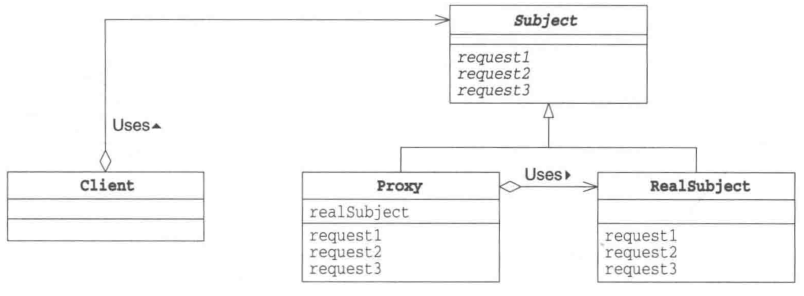 Subject
request1
request2
request3
Uses▲
Client
Proxy
realSubject
request1
request2
request3
Uses▶
RealSubject
request1
request2
request3